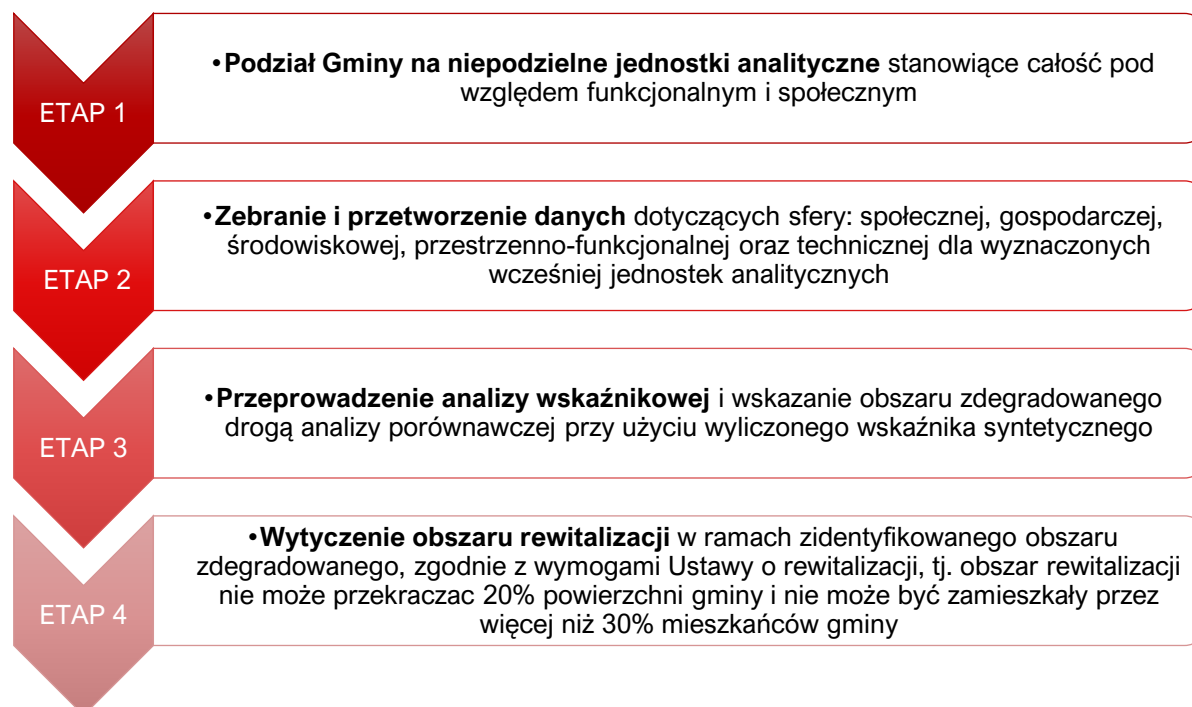 ETAP 1
•Podział Gminy na niepodzielne jednostki analityczne stanowiące całość pod
względem funkcjonalnym i społecznym
ETAP 2
•Zebranie i przetworzenie danych dotyczących sfery: społecznej, gospodarczej,
środowiskowej, przestrzenno-funkcjonalnej oraz technicznej dla wyznaczonych
wcześniej jednostek analitycznych
ETAP 3
•Przeprowadzenie analizy wskaźnikowej i wskazanie obszaru zdegradowanego
drogą analizy porównawczej przy użyciu wyliczonego wskaźnika syntetycznego
ETAP 4
•Wytyczenie obszaru rewitalizacji w ramach zidentyfikowanego obszaru
zdegradowanego, zgodnie z wymogami Ustawy o rewitalizacji, tj. obszar rewitalizacji
nie może przekraczac 20% powierzchni gminy i nie może być zamieszkały przez
więcej niż 30% mieszkańców gminy